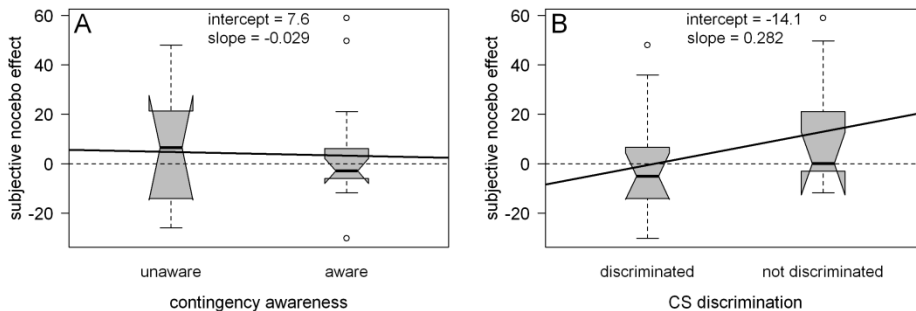 A
intercept = 7.6
slope = -0.029
subjective nocebo effect
60
40
20
0
-20
unaware
aware
contingency awareness
B
intercept = -14.1
slope = 0.282
subjective nocebo effect
60
40
20
0
-20
discriminated
not discriminated
CS discrimination